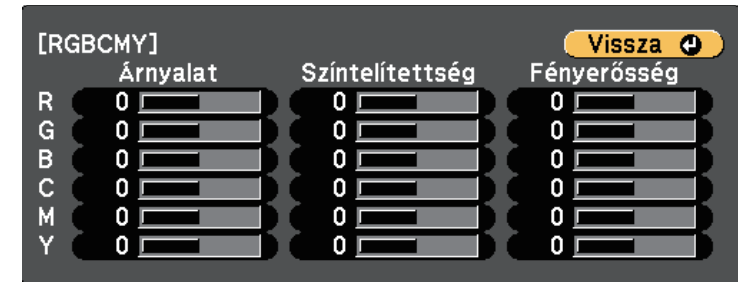 [RGBCMY] Vissza
Árnyalat Színtelítettség Fényerősség
R 0 0 0
G 0 0 0
B 0 0 0
C 0 0 0
M 0 0 0
Y 0 0 0